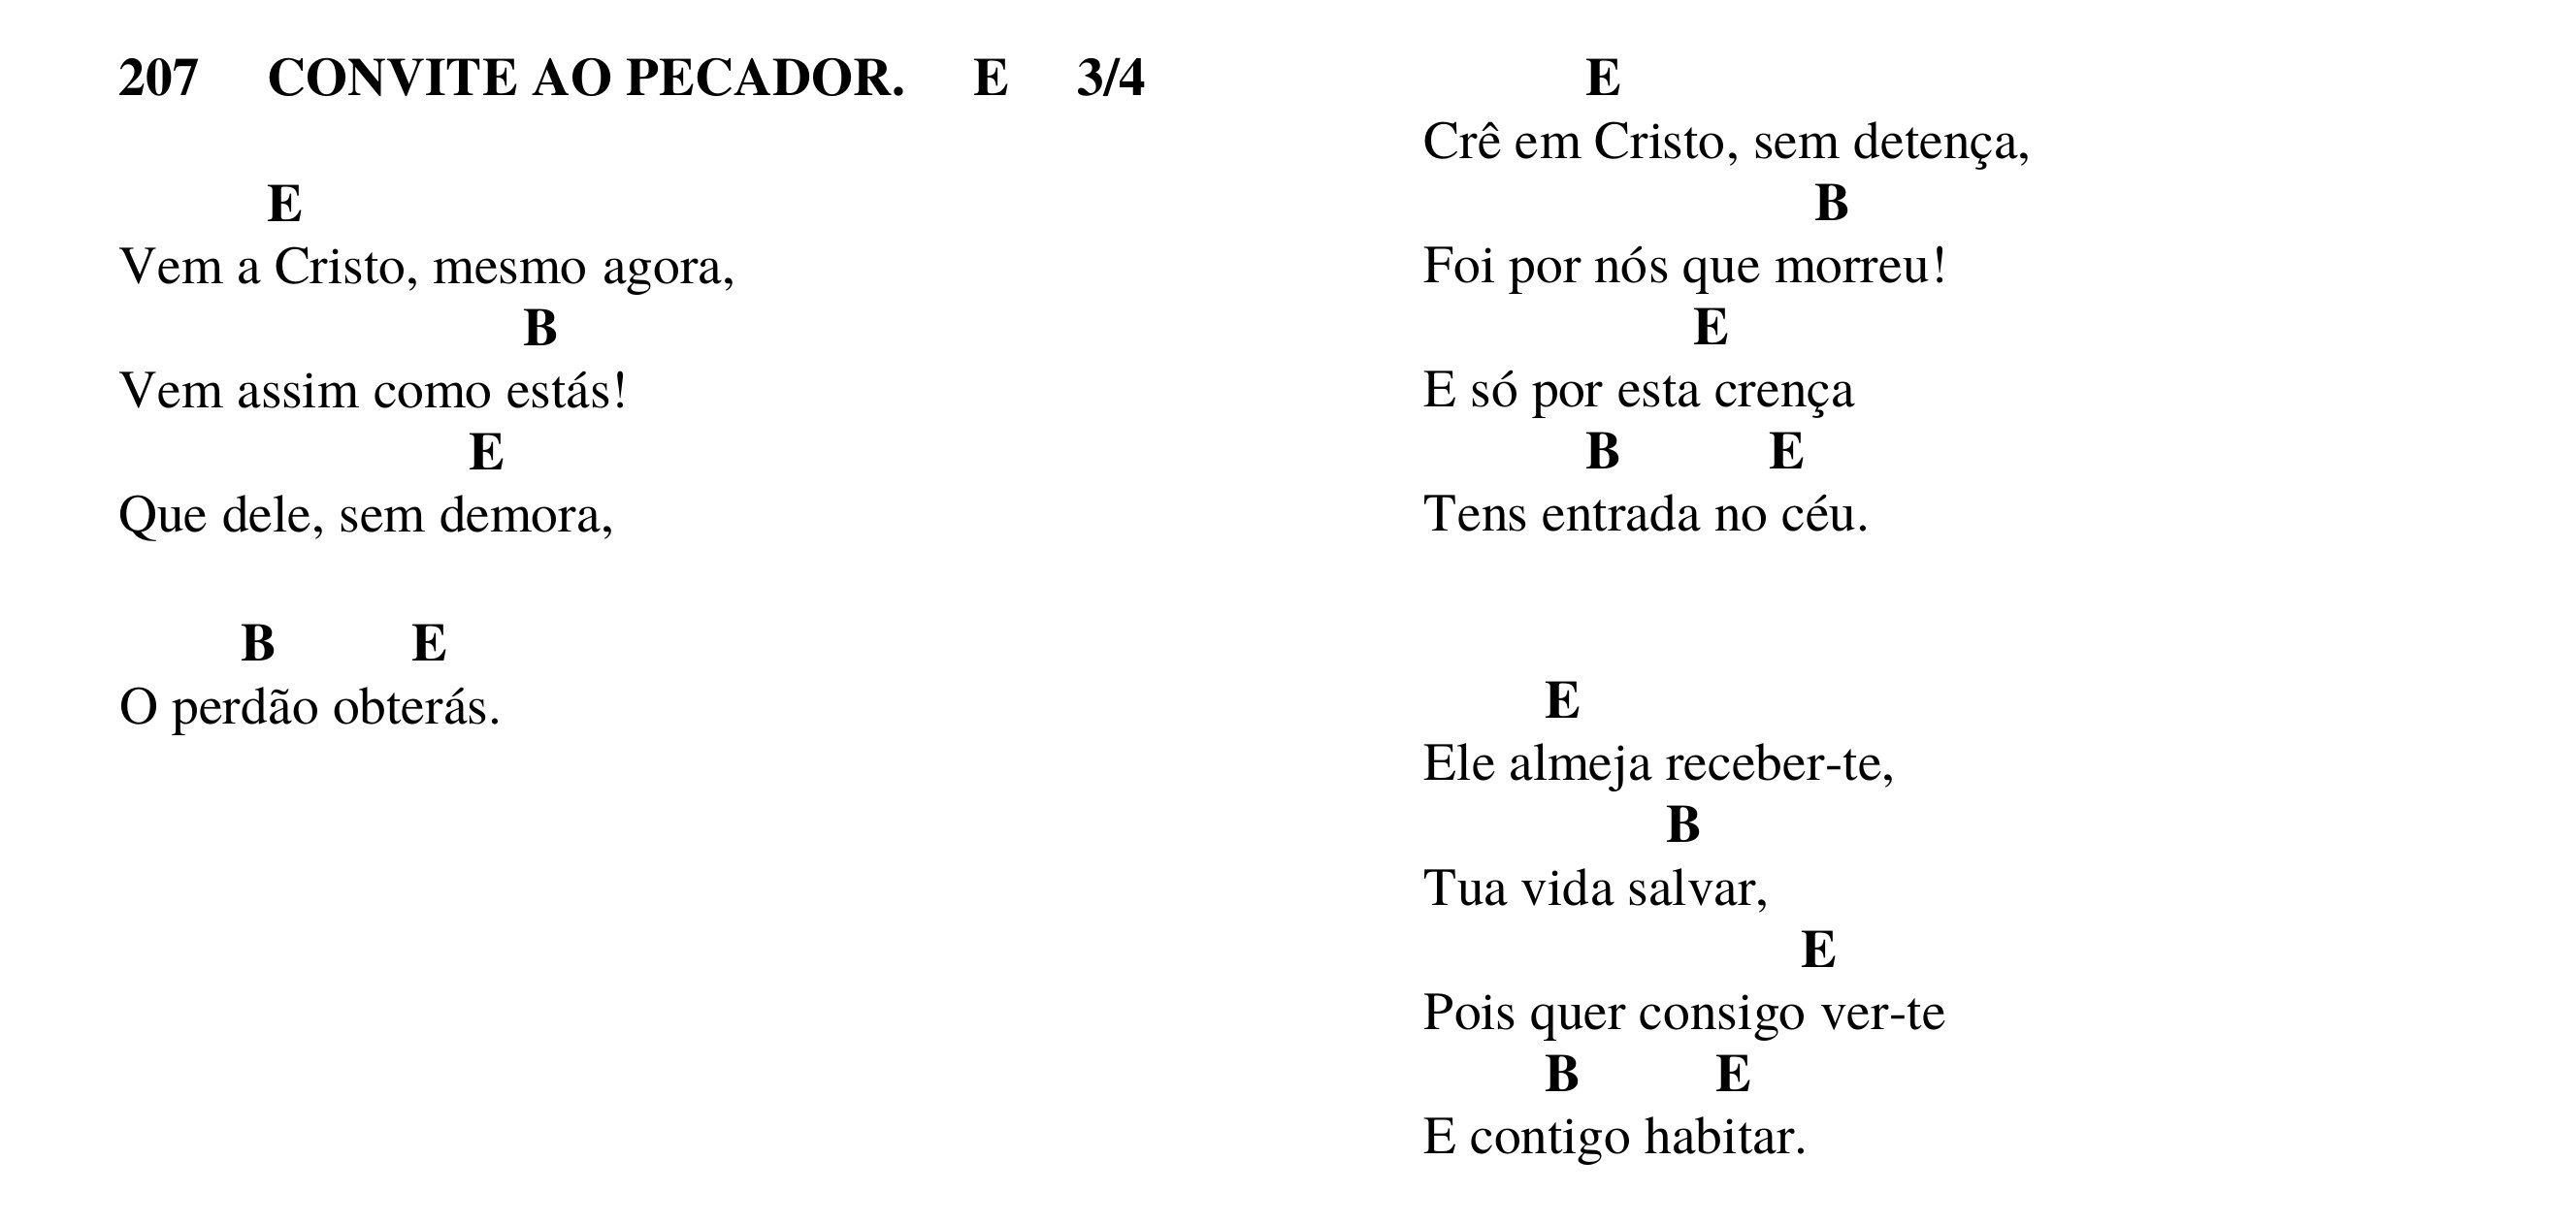 207 CONVITE AO PECADOR. E 3/4
E
Vem a Cristo, mesmo agora,
B
Vem assim como estás!
E
Que dele, sem demora,
B E
O perdão obterás.
E
Crê em Cristo, sem detença,
B
Foi por nós que morreu!
E
E só por esta crença
B E
Tens entrada no céu.
E
Ele almeja receber-te,
B
Tua vida salvar,
E
Pois quer consigo ver-te
B E
E contigo habitar.